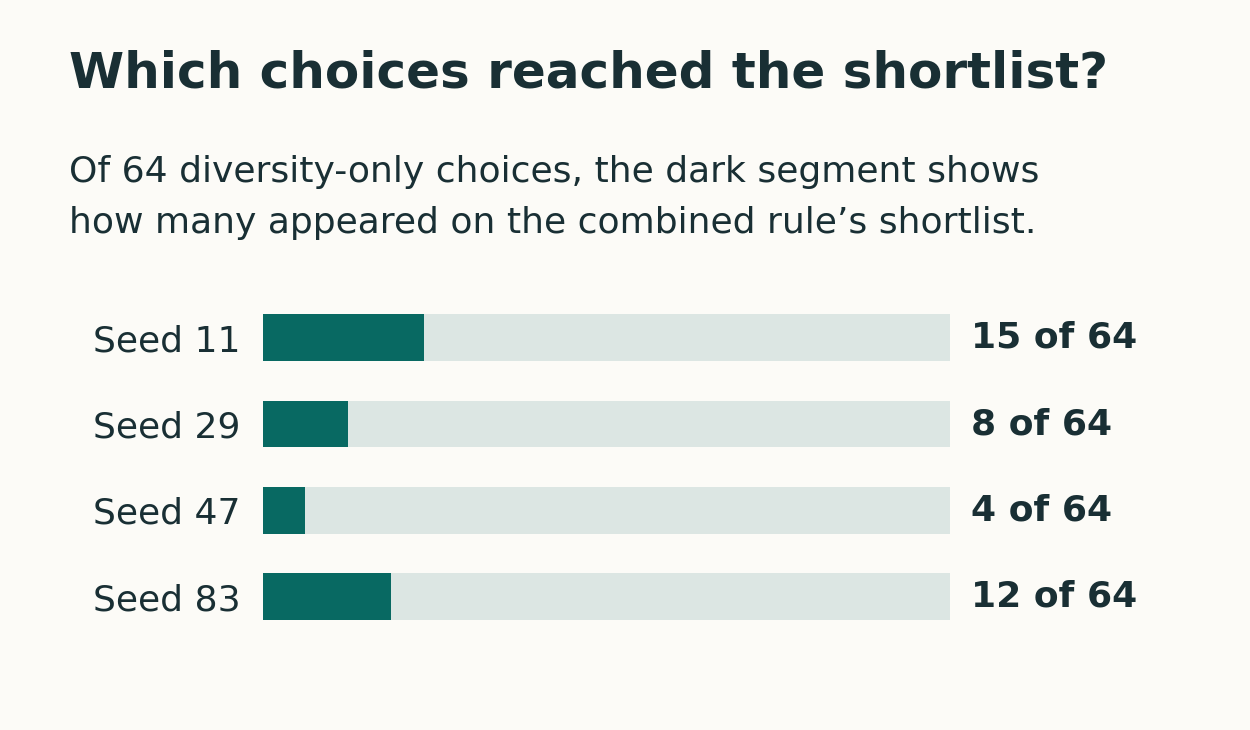 Which choices reached the shortlist?
Of 64 diversity-only choices, the dark segment shows
how many appeared on the combined rule’s shortlist.
Seed 11 15 of 64
Seed 29 8 of 64
Seed 47 4 of 64
Seed 83 12 of 64